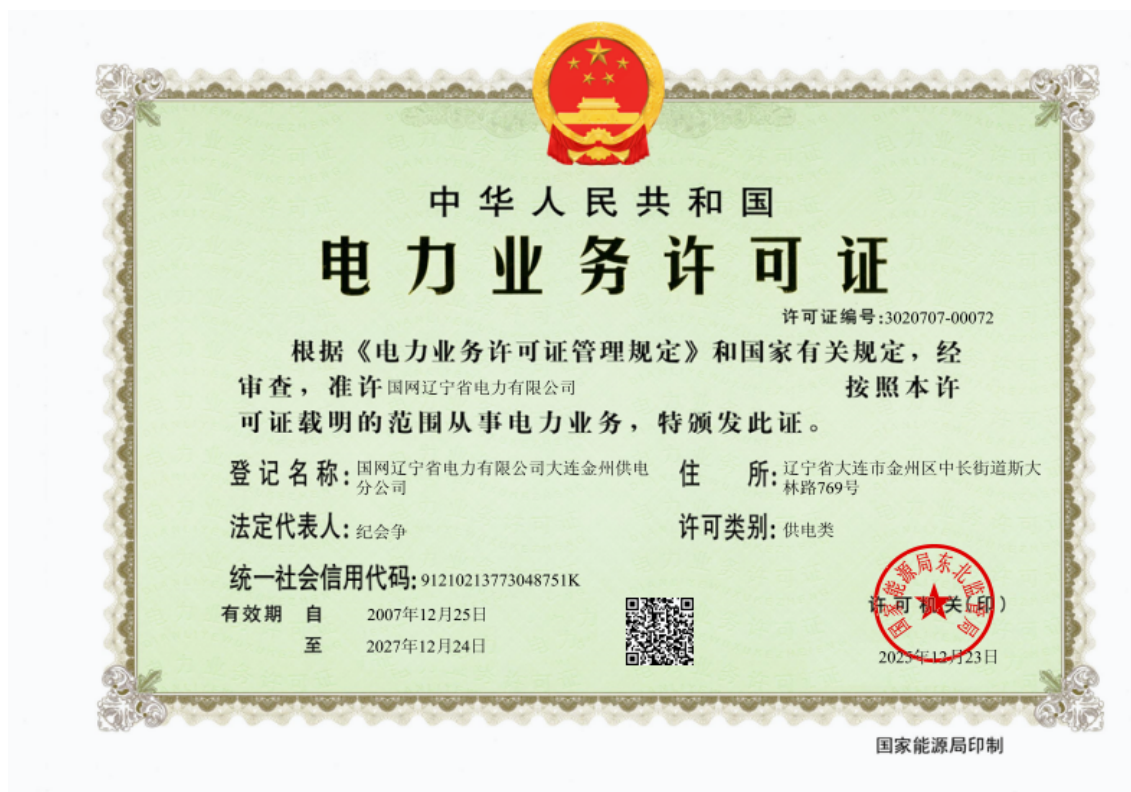 中华人民共和国
电力业务许可证
许可证编号:3020707-00072
根据《电力业务许可证管理规定》和国家有关规定，经
审查，准许国网辽宁省电力有限公司 按照本许
可证载明的范围从事电力业务，特颁发此证。
登记名称:国网辽宁省电力有限公司大连金州供电
分公司
住所:辽宁省大连市金州区中长街道斯大
林路769号
法定代表人:纪会争
许可类别:供电类
统一社会信用代码:91210213773048751K
有效期 自 2007年12月25日
至 2027年12月24日
国家能源局东北监管局
许可机关(印)
2025年12月23日
国家能源局印制